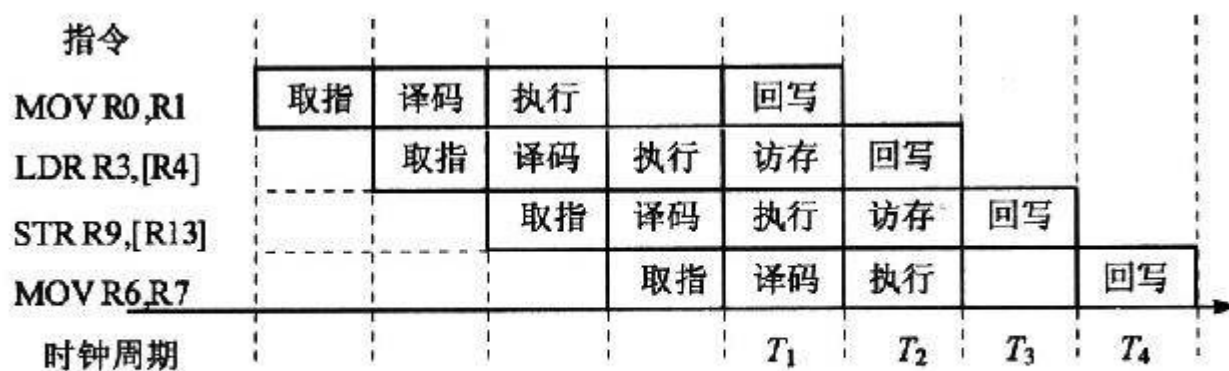 指令
MOV R0,R1 取指 译码 执行 回写
LDR R3,[R4] 取指 译码 执行 访存 回写
STR R9,[R13] 取指 译码 执行 访存 回写
MOV R6,R7 取指 译码 执行 回写
时钟周期 T1 T2 T3 T4